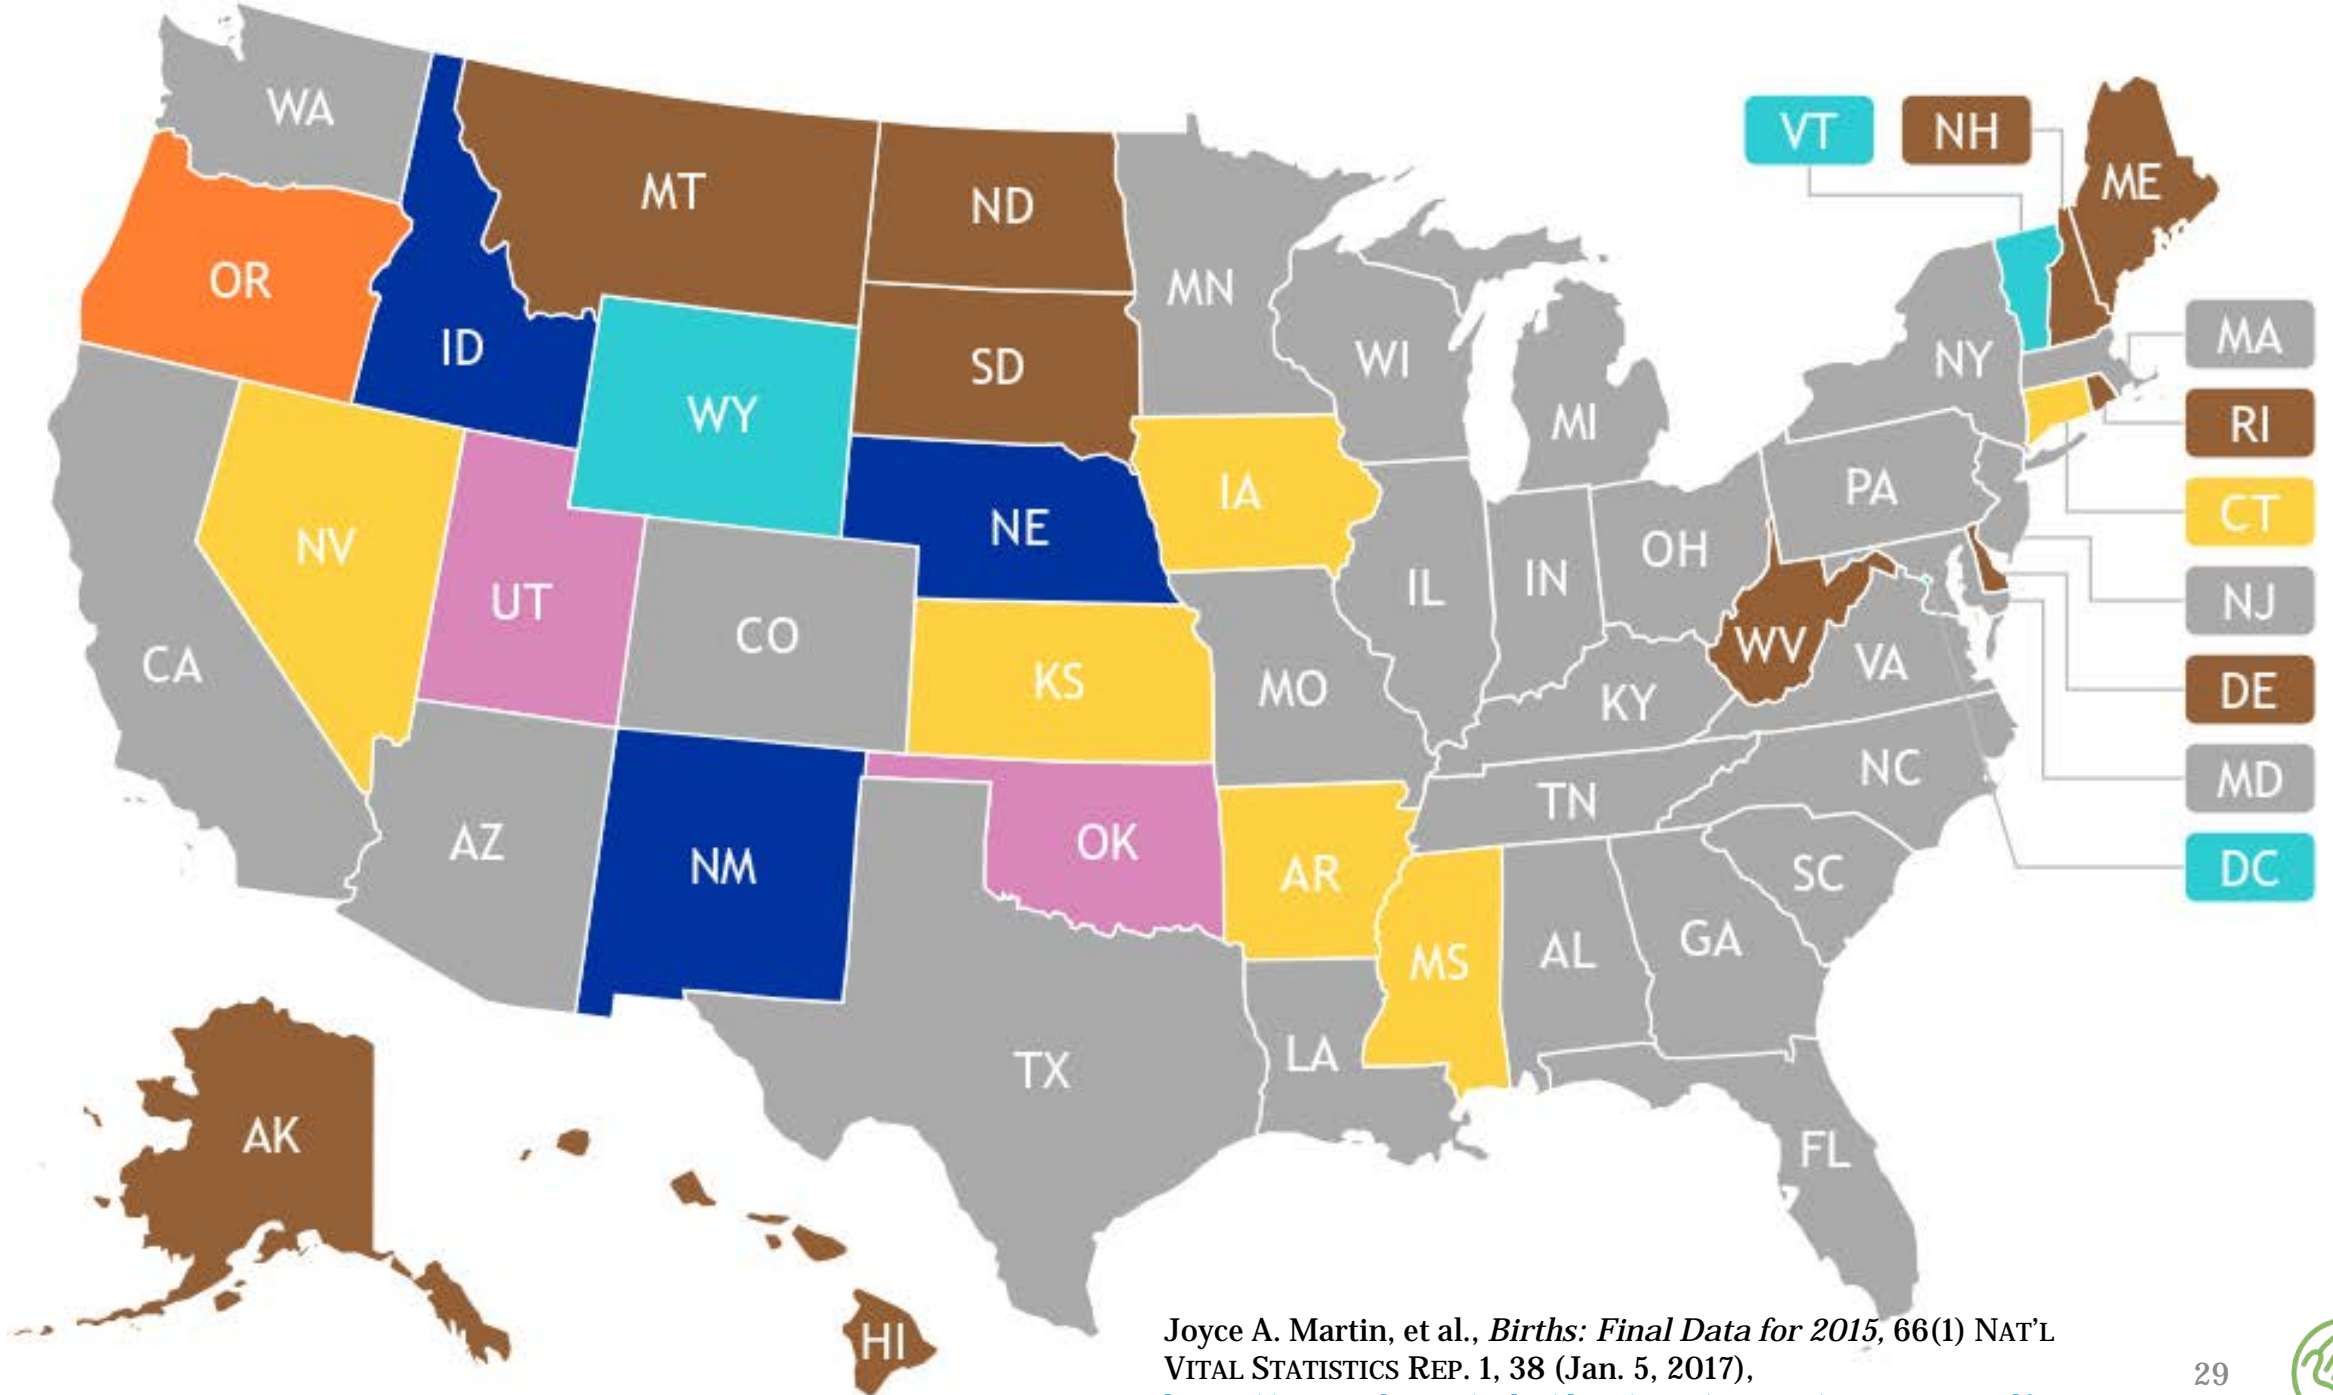 WA
MT
ND
VT
NH
ME
OR
ID
MN
SD
WI
NY
MA
WY
MI
RI
NE
IA
PA
CT
NV
UT
CO
OH
IL
IN
NJ
CA
KS
MO
WV
VA
KY
DE
NC
MD
TN
AZ
NM
OK
AR
SC
DC
MS
AL
GA
LA
TX
AK
FL
HI
Joyce A. Martin, et al., Births: Final Data for 2015, 66(1) NAT'L
VITAL STATISTICS REP. 1, 38 (Jan. 5, 2017),
29